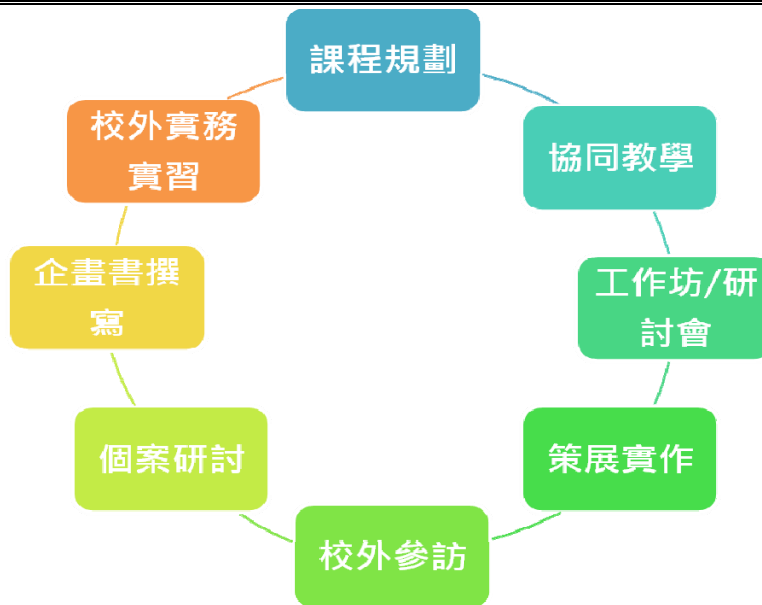 課程規劃
協同教學
工作坊/研
討會
策展實作
校外參訪
個案研討
企畫書撰
寫
校外實務
實習